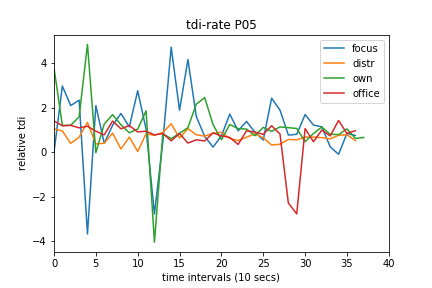 tdi-rate P05
focus
distr
own
office
relative tdi
4
2
0
−2
−4
0 5 10 15 20 25 30 35 40
time intervals (10 secs)